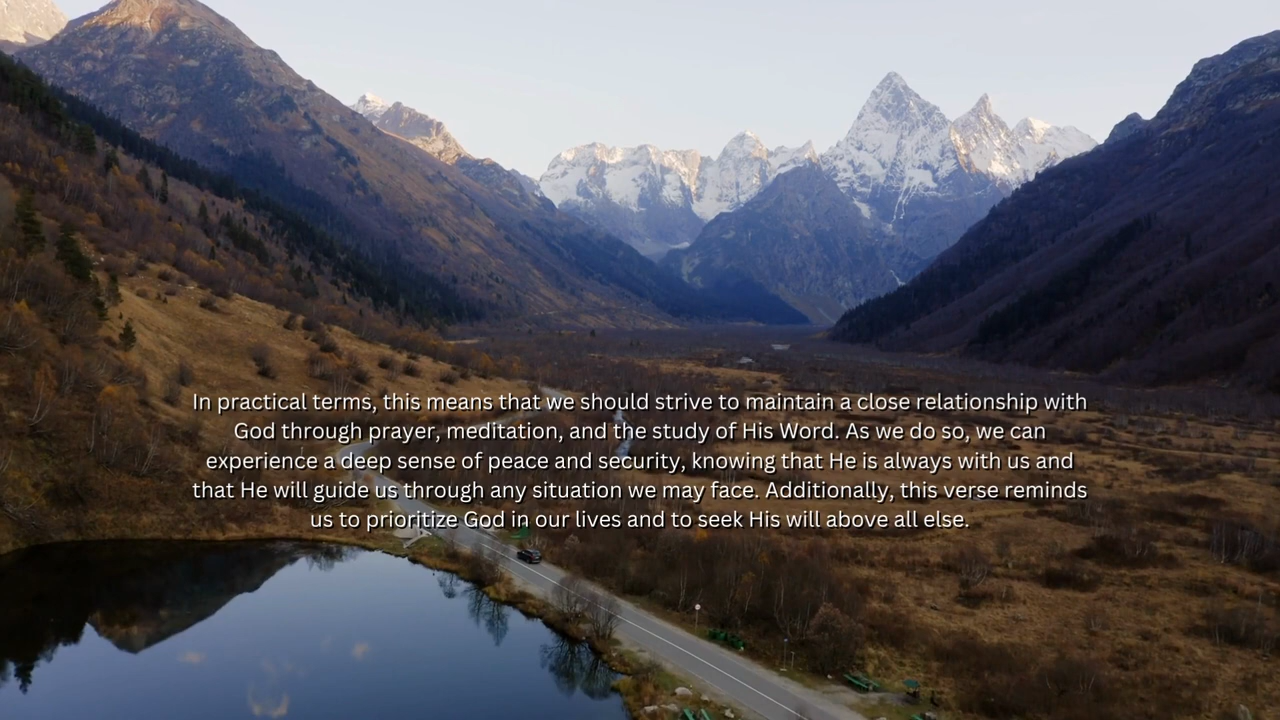 In practical terms, this means that we should strive to maintain a close relationship with
God through prayer, meditation, and the study of His Word. As we do so, we can
experience a deep sense of peace and security, knowing that He is always with us and
that He will guide us through any situation we may face. Additionally, this verse reminds
us to prioritize God in our lives and to seek His will above all else.